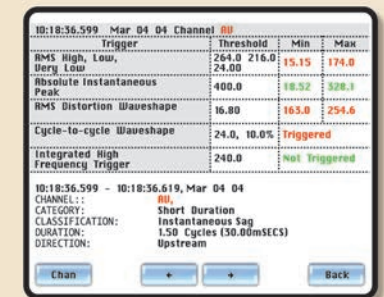 10:18:36.599 Mar 04 04 Channel AV
Trigger Threshold Min Max
RMS High, Low, 264.0 216.0 15.15 174.0
Very Low 24.00
Absolute Instantaneous 400.0 18.52 328.1
Peak
RMS Distortion Waveshape 16.80 163.0 254.6
Cycle-to-cycle Waveshape 24.0, 10.0% Triggered
Integrated High 240.0 Not Triggered
Frequency Trigger
10:18:36.599 - 10:18:36.619, Mar 04 04
CHANNEL:: AV,
CATEGORY: Short Duration
CLASSIFICATION: Instantaneous Sag
DURATION: 1.50 Cycles (30.00mSECS)
DIRECTION: Upstream
Chan ← → Back